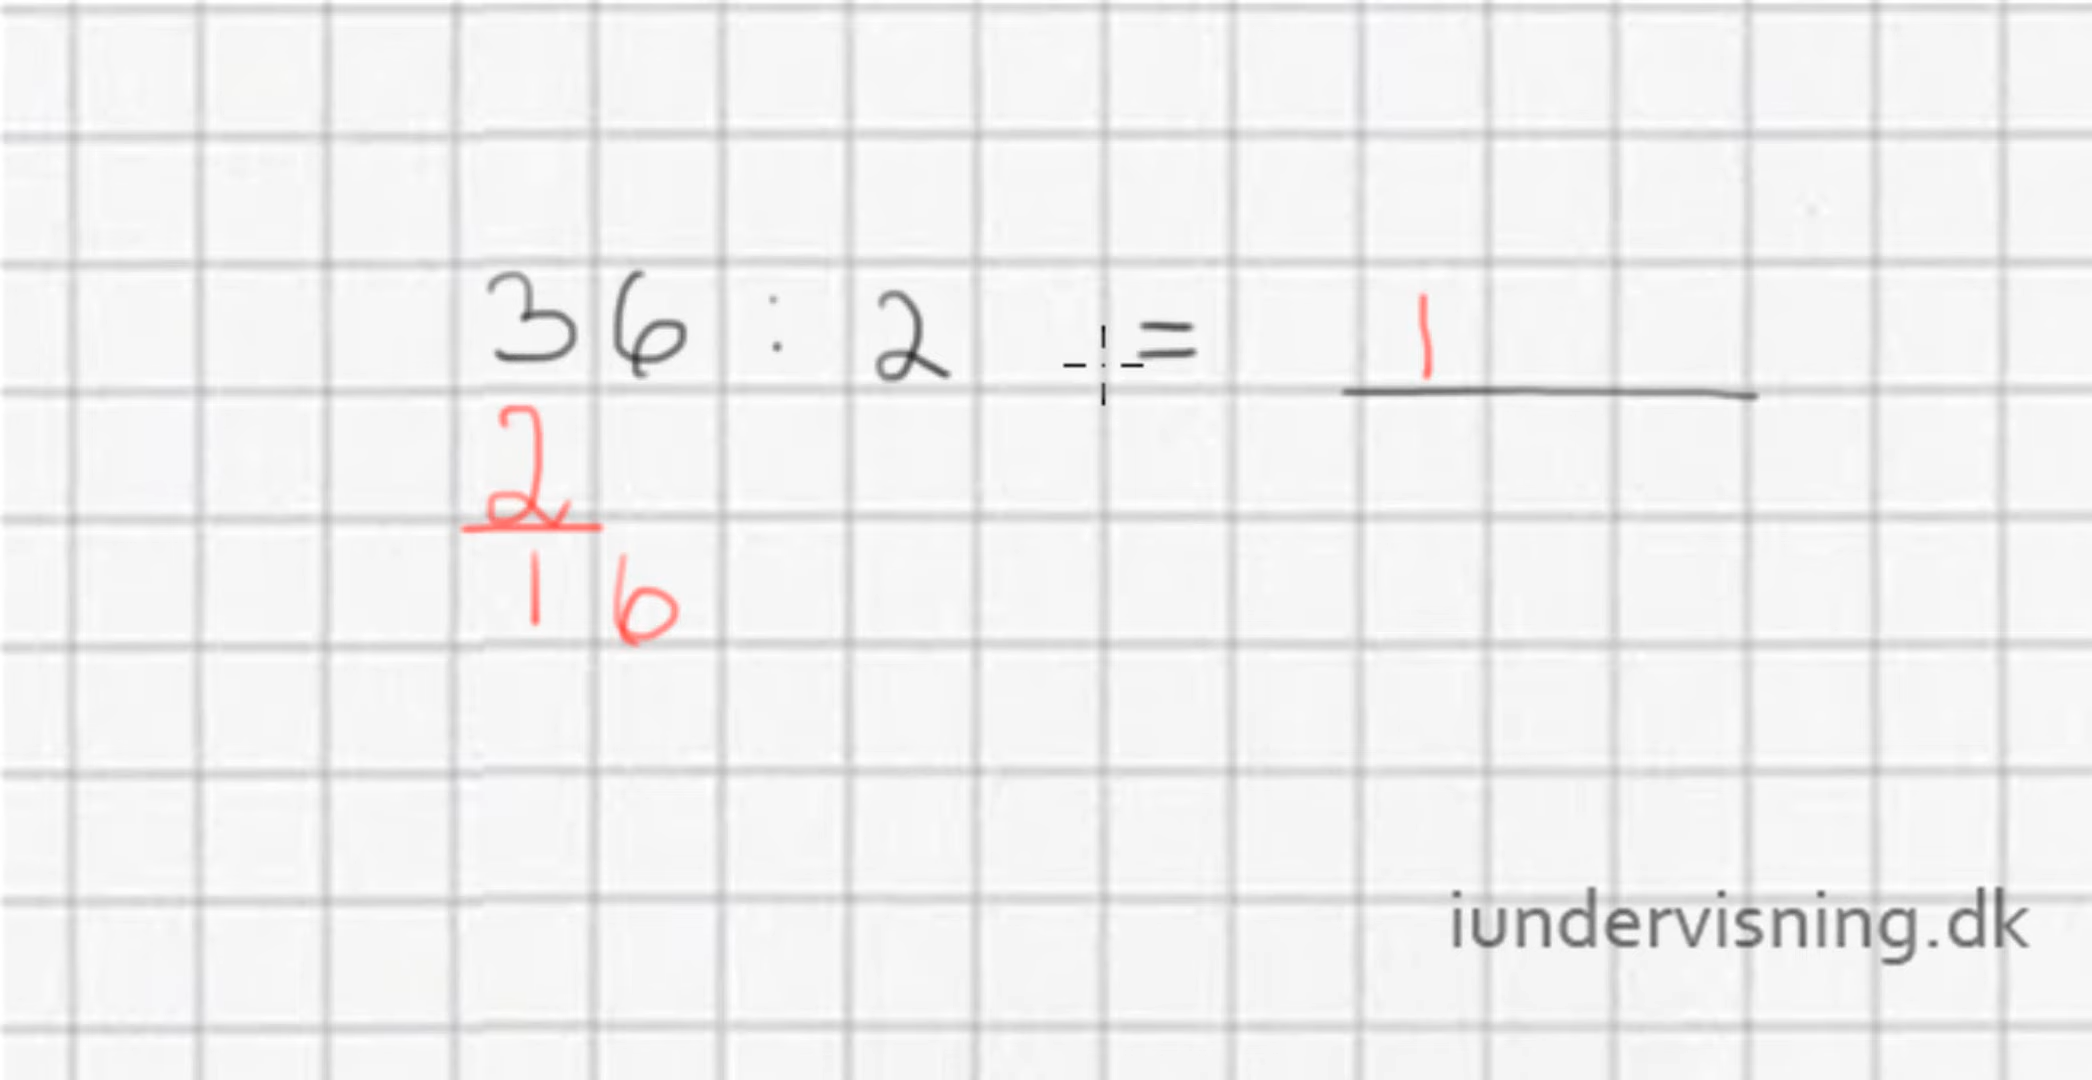 36 : 2 = 1
2
16
iundervisning.dk